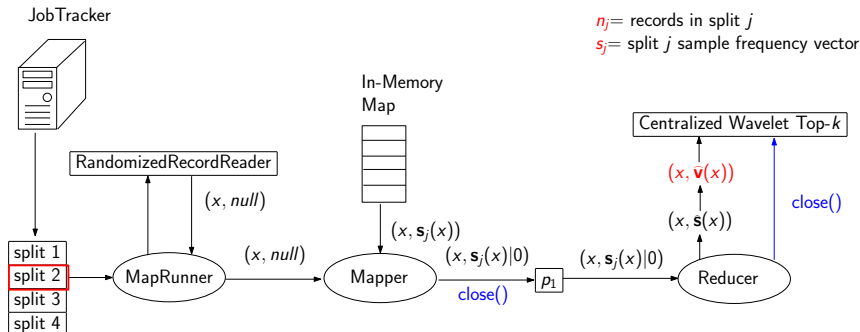 JobTracker
n_j= records in split j
s_j= split j sample frequency vector
In-Memory
Map
Centralized Wavelet Top-k
RandomizedRecordReader
(x, v̂(x))
(x, null)
close()
(x, s_j(x))
(x, ŝ(x))
split 1
split 2
split 3
split 4
MapRunner
(x, null)
Mapper
(x, s_j(x)|0)
close()
p_1
(x, s_j(x)|0)
Reducer